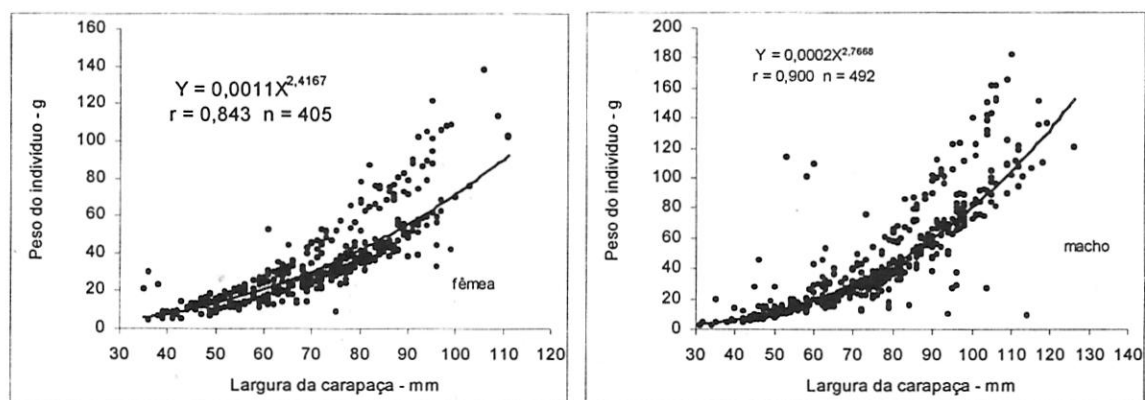 Peso do individuo - g
160
140
120
100
80
60
40
20
0
Y = 0,0011X^2,4167
r = 0,843 n = 405
fêmea
30 40 50 60 70 80 90 100 110 120
Largura da carapaça - mm
Peso do individuo - g
200
180
160
140
120
100
80
60
40
20
0
Y = 0,0002X^2,7668
r = 0,900 n = 492
macho
30 40 50 60 70 80 90 100 110 120 130 140
Largura da carapaça - mm